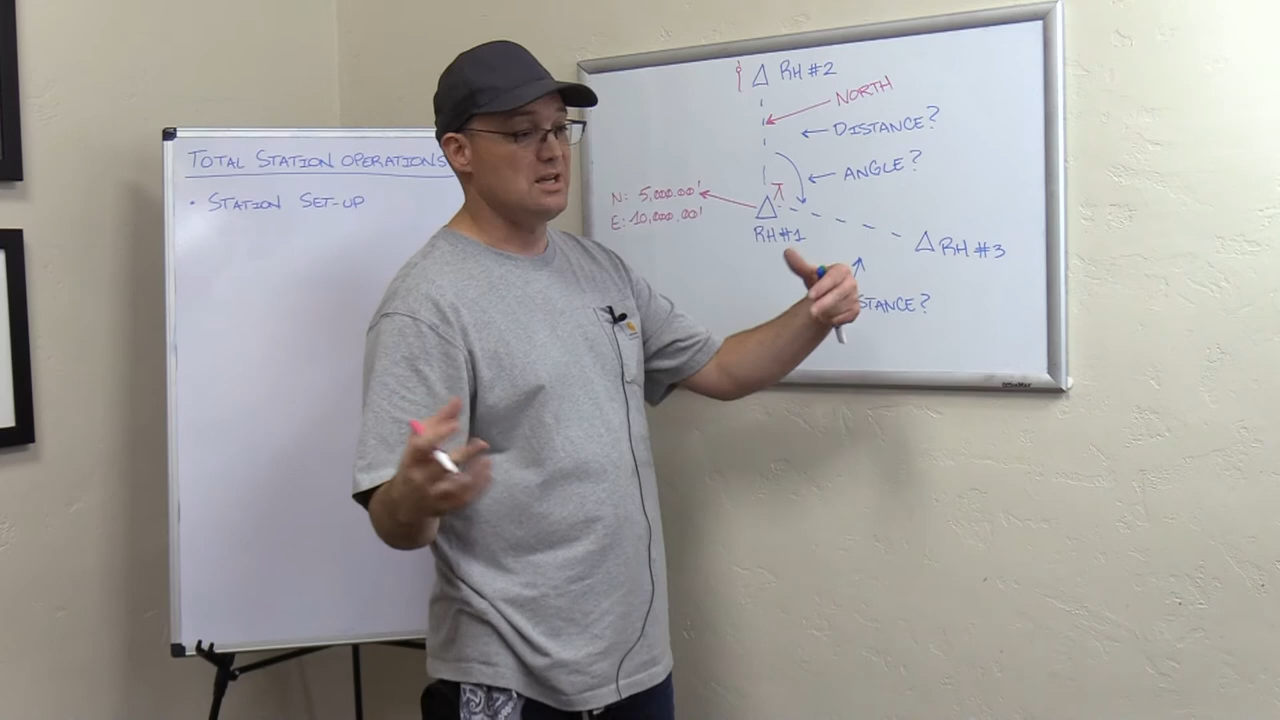 TOTAL STATION OPERATIONS
• STATION SET-UP
RH #2
NORTH
DISTANCE?
ANGLE?
N: 5,000.00'
E: 10,000.00'
RH #1
RH #3
STANCE?
OfficeMax